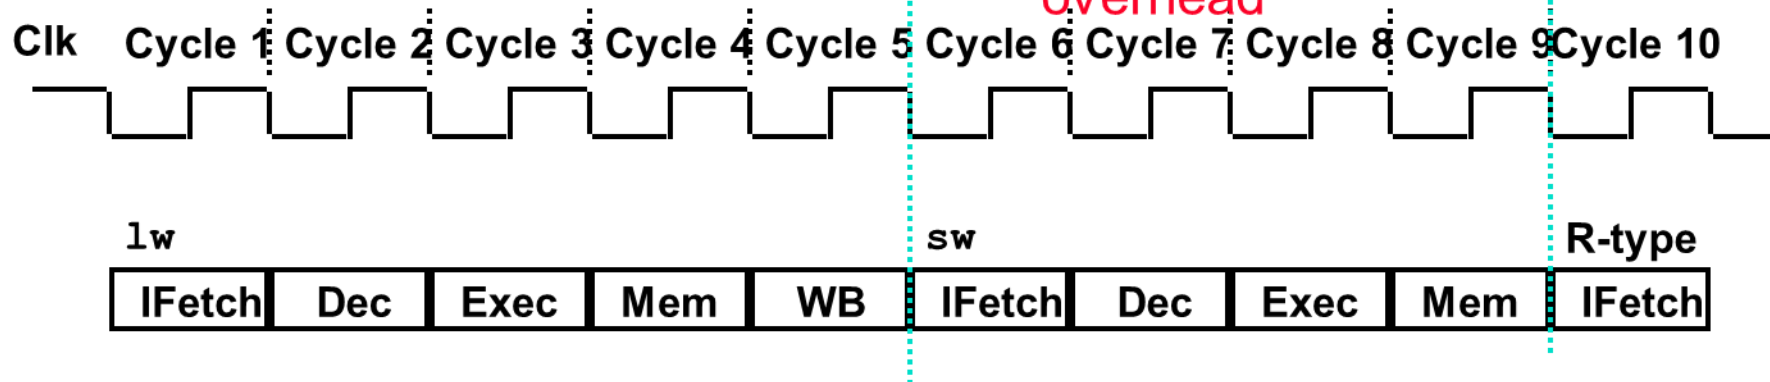 overhead
Clk Cycle 1 Cycle 2 Cycle 3 Cycle 4 Cycle 5 Cycle 6 Cycle 7 Cycle 8 Cycle 9 Cycle 10
lw sw R-type
IFetch Dec Exec Mem WB IFetch Dec Exec Mem IFetch